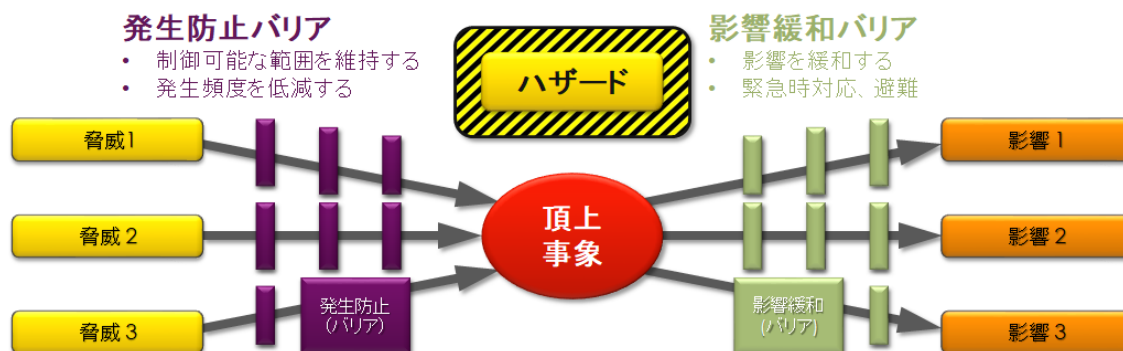 発生防止バリア
• 制御可能な範囲を維持する
• 発生頻度を低減する
ハザード
影響緩和バリア
• 影響を緩和する
• 緊急時対応、避難
脅威1
脅威2
脅威3
発生防止
(バリア)
頂上
事象
影響緩和
(バリア)
影響1
影響2
影響3